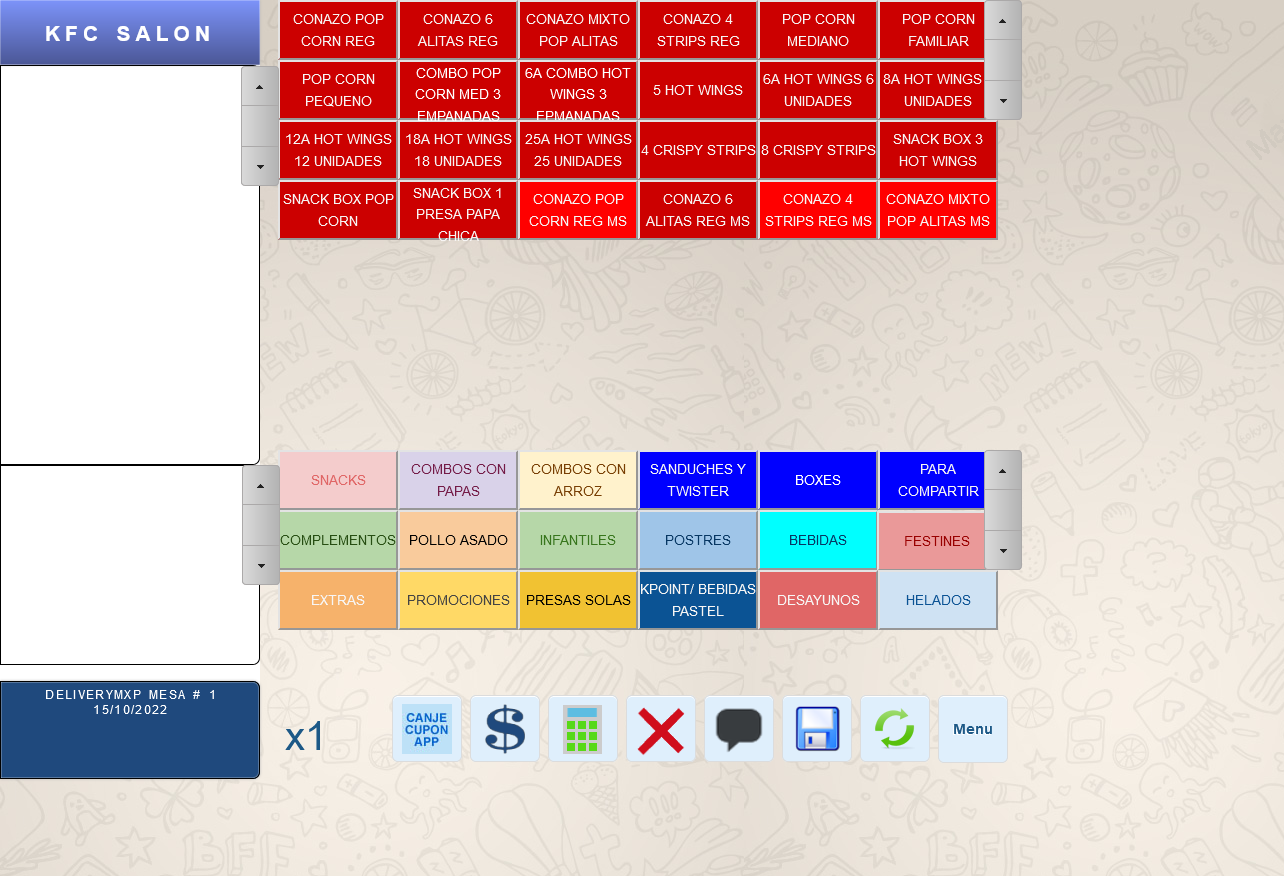 KFC SALON
CONAZO POP
CORN REG
CONAZO 6
ALITAS REG
CONAZO MIXTO
POP ALITAS
CONAZO 4
STRIPS REG
POP CORN
MEDIANO
POP CORN
FAMILIAR
POP CORN
PEQUENO
COMBO POP
CORN MED 3
EMPANADAS
6A COMBO HOT
WINGS 3
EPMANADAS
5 HOT WINGS
6A HOT WINGS 6
UNIDADES
8A HOT WINGS
UNIDADES
12A HOT WINGS
12 UNIDADES
18A HOT WINGS
18 UNIDADES
25A HOT WINGS
25 UNIDADES
4 CRISPY STRIPS
8 CRISPY STRIPS
SNACK BOX 3
HOT WINGS
SNACK BOX POP
CORN
SNACK BOX 1
PRESA PAPA
CHICA
CONAZO POP
CORN REG MS
CONAZO 6
ALITAS REG MS
CONAZO 4
STRIPS REG MS
CONAZO MIXTO
POP ALITAS MS
SNACKS
COMBOS CON
PAPAS
COMBOS CON
ARROZ
SANDUCHES Y
TWISTER
BOXES
PARA
COMPARTIR
COMPLEMENTOS
POLLO ASADO
INFANTILES
POSTRES
BEBIDAS
FESTINES
EXTRAS
PROMOCIONES
PRESAS SOLAS
KPOINT/ BEBIDAS
PASTEL
DESAYUNOS
HELADOS
DELIVERYMXP MESA # 1
15/10/2022
x1
CANJE
CUPON
APP
$
Menu